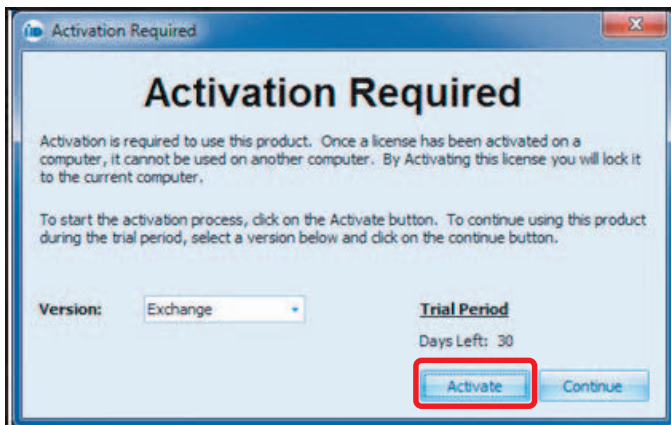 Activation Required
Activation Required
Activation is required to use this product. Once a license has been activated on a
computer, it cannot be used on another computer. By Activating this license you will lock it
to the current computer.
To start the activation process, click on the Activate button. To continue using this product
during the trial period, select a version below and click on the continue button.
Version: Exchange Trial Period
Days Left: 30
Activate Continue